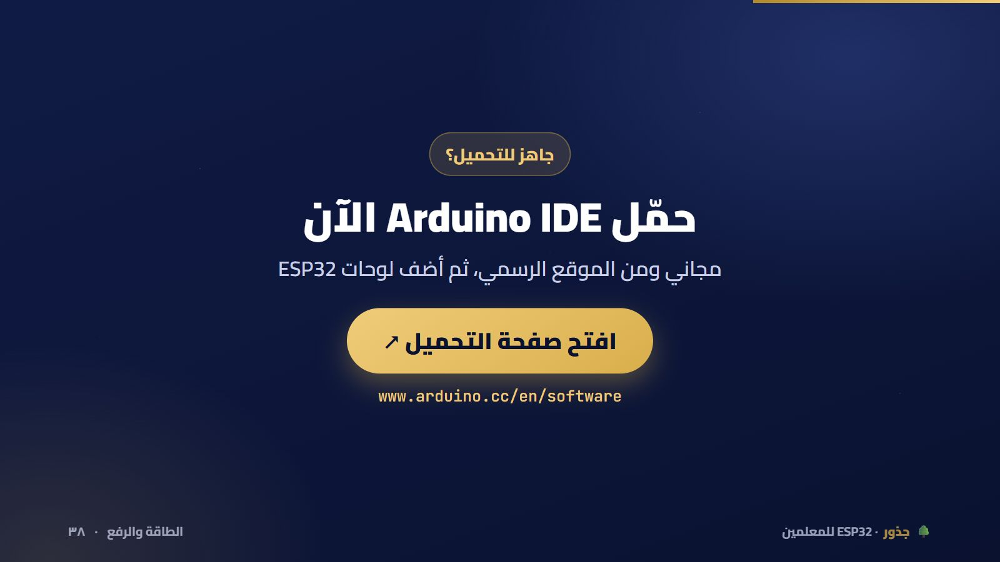 جاهز للتحميل؟
حمّل Arduino IDE الآن
مجاني ومن الموقع الرسمي، ثم أضف لوحات ESP32
افتح صفحة التحميل ↗
www.arduino.cc/en/software
جذور · ESP32 للمعلمين
الطاقة والرفع · ٣٨